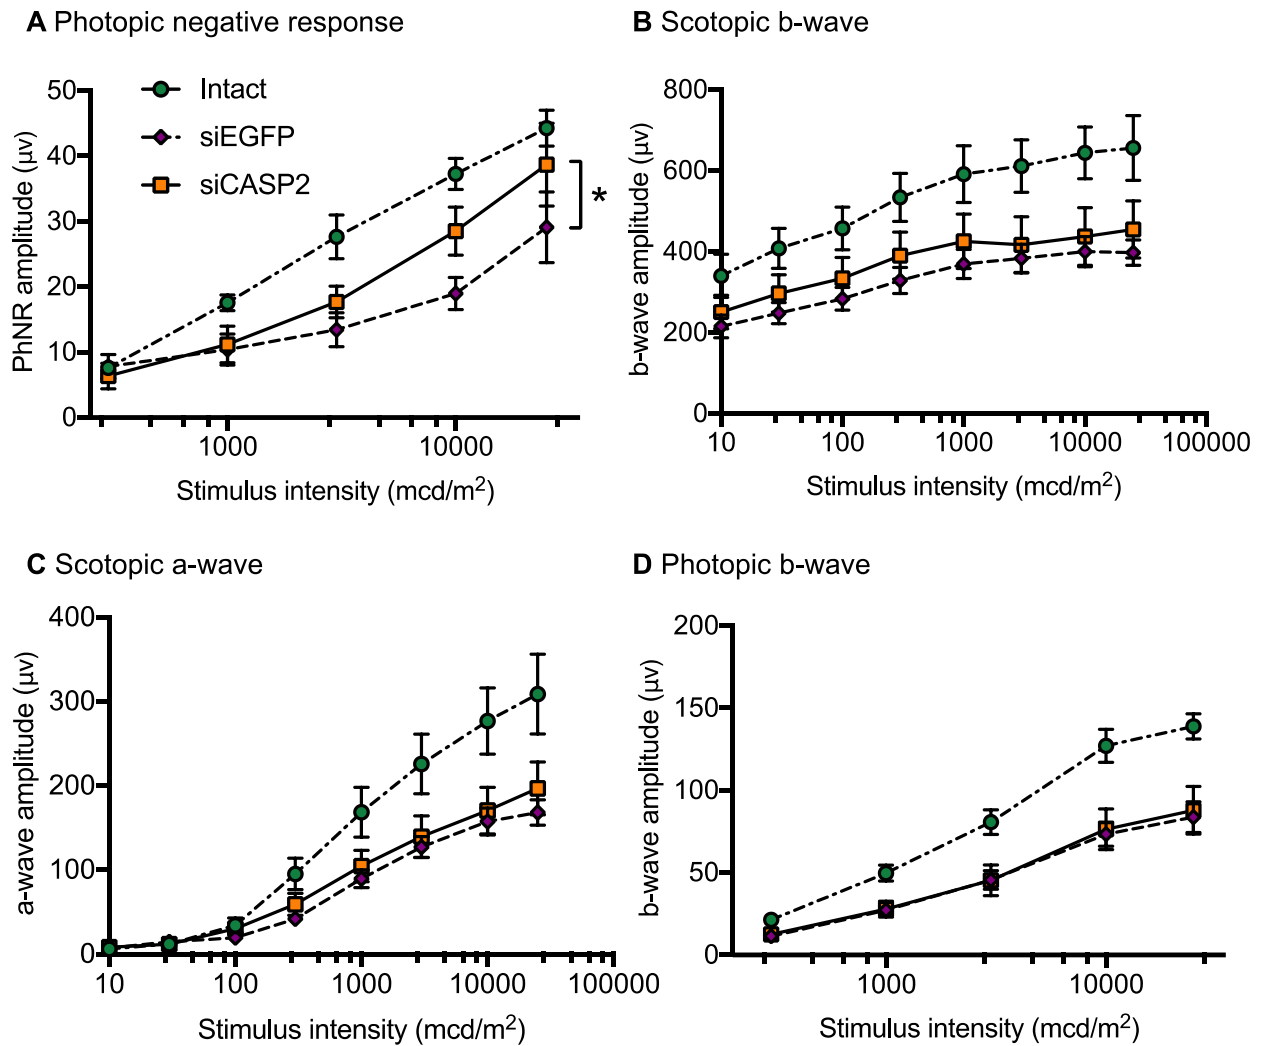 A Photopic negative response
50
40
30
20
10
0
PhNR amplitude (µv)
Intact
siEGFP
siCASP2
*
1000
10000
Stimulus intensity (mcd/m2)
B Scotopic b-wave
800
600
400
200
0
b-wave amplitude (µv)
10
100
1000
10000
100000
Stimulus intensity (mcd/m2)
C Scotopic a-wave
400
300
200
100
0
a-wave amplitude (µv)
10
100
1000
10000
100000
Stimulus intensity (mcd/m2)
D Photopic b-wave
200
150
100
50
0
b-wave amplitude (µv)
1000
10000
Stimulus intensity (mcd/m2)